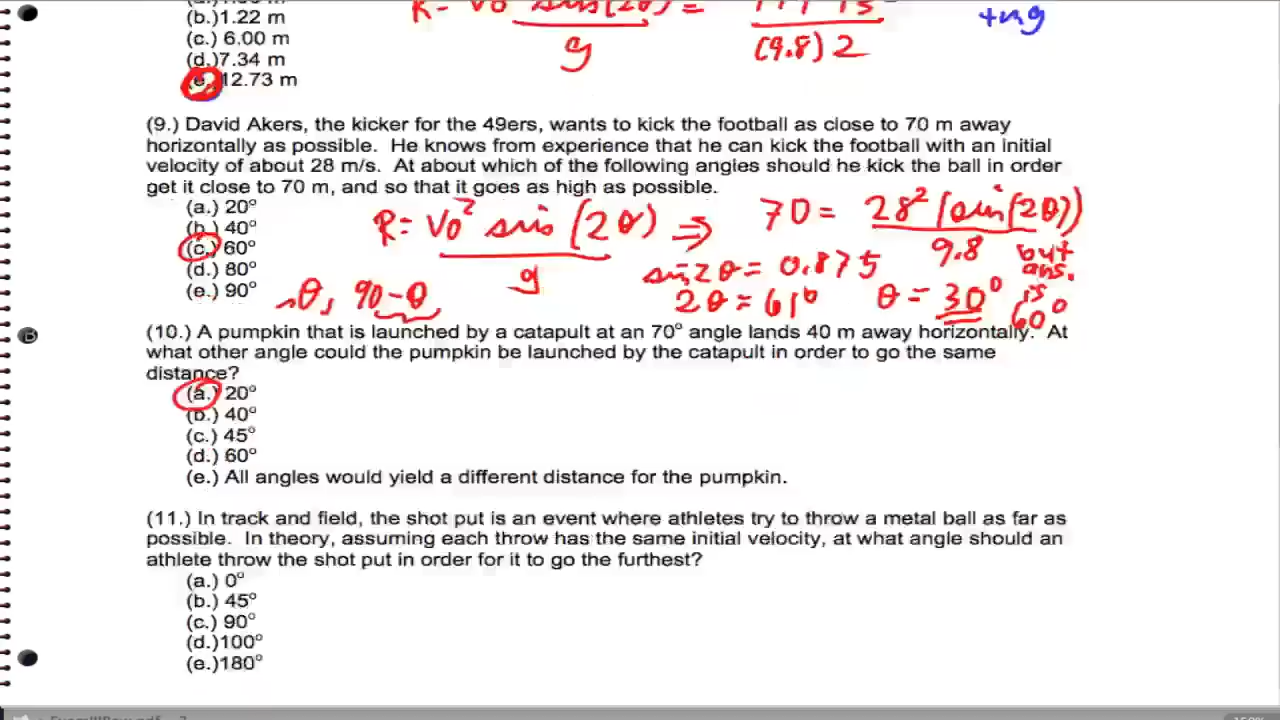 (b.)1.22 m
(c.) 6.00 m
(d.)7.34 m
(e.)12.73 m
R = Vo² sin(2θ) =
g
(9.8) 2
+ng
(9.) David Akers, the kicker for the 49ers, wants to kick the football as close to 70 m away
horizontally as possible. He knows from experience that he can kick the football with an initial
velocity of about 28 m/s. At about which of the following angles should he kick the ball in order
get it close to 70 m, and so that it goes as high as possible.
(a.) 20°
(b.) 40°
(c.) 60°
(d.) 80°
(e.) 90°
R = Vo² sin (2θ) ⇒ 70 = 28² (sin(2θ))
g
9.8
sin2θ = 0.875
2θ = 61° θ = 30°
but
ans.
is
60°
θ, 90-θ
(10.) A pumpkin that is launched by a catapult at an 70° angle lands 40 m away horizontally. At
what other angle could the pumpkin be launched by the catapult in order to go the same
distance?
(a.) 20°
(b.) 40°
(c.) 45°
(d.) 60°
(e.) All angles would yield a different distance for the pumpkin.
(11.) In track and field, the shot put is an event where athletes try to throw a metal ball as far as
possible. In theory, assuming each throw has the same initial velocity, at what angle should an
athlete throw the shot put in order for it to go the furthest?
(a.) 0°
(b.) 45°
(c.) 90°
(d.)100°
(e.)180°